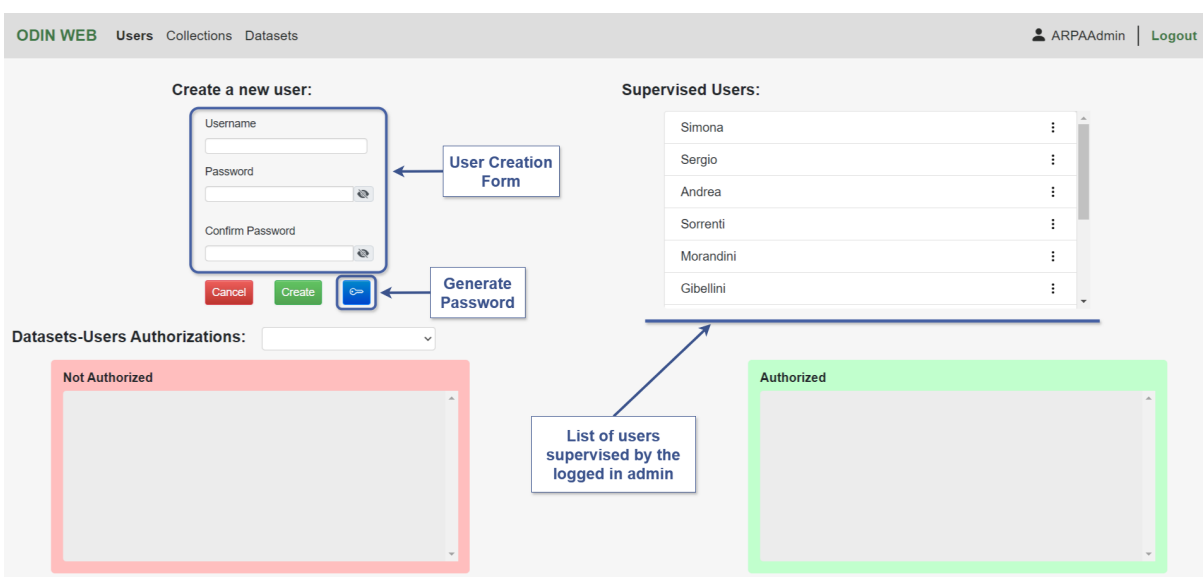 ODIN WEB Users Collections Datasets ARPAAdmin Logout
Create a new user:
Username
Password
Confirm Password
Cancel Create
User Creation
Form
Generate
Password
Supervised Users:
Simona
Sergio
Andrea
Sorrenti
Morandini
Gibellini
Datasets-Users Authorizations:
Not Authorized
List of users
supervised by the
logged in admin
Authorized